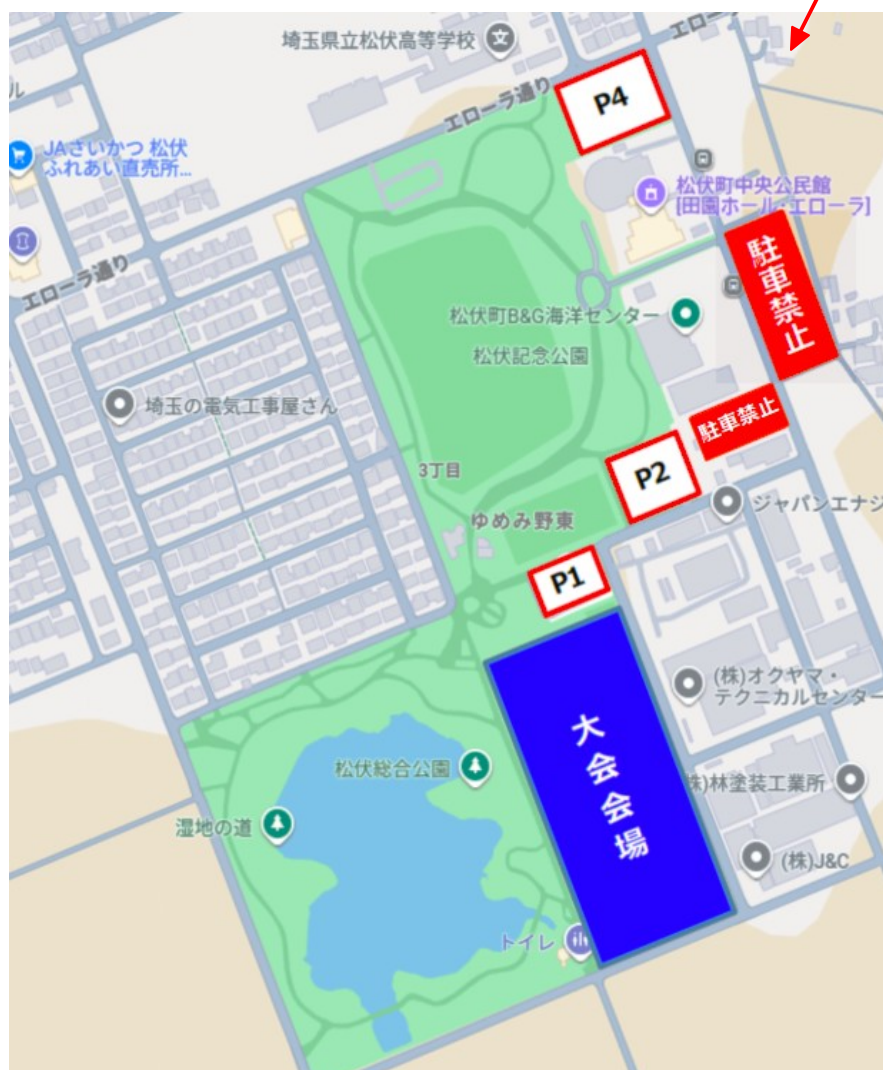 埼玉県立松伏高等学校
エローラ
ル
エローラ通り
P4
JAさいかつ 松伏
ふれあい直売所...
松伏町中央公民館
[田園ホール・エローラ]
エローラ通り
駐車禁止
松伏町B&G海洋センター
松伏記念公園
埼玉の電気工事屋さん
駐車禁止
3丁目
P2
ジャパンエナジ
ゆめみ野東
P1
(株)オクヤマ・
テクニカルセンター
大会会場
松伏総合公園
株)林塗装工業所
湿地の道
(株)J&C
トイレ